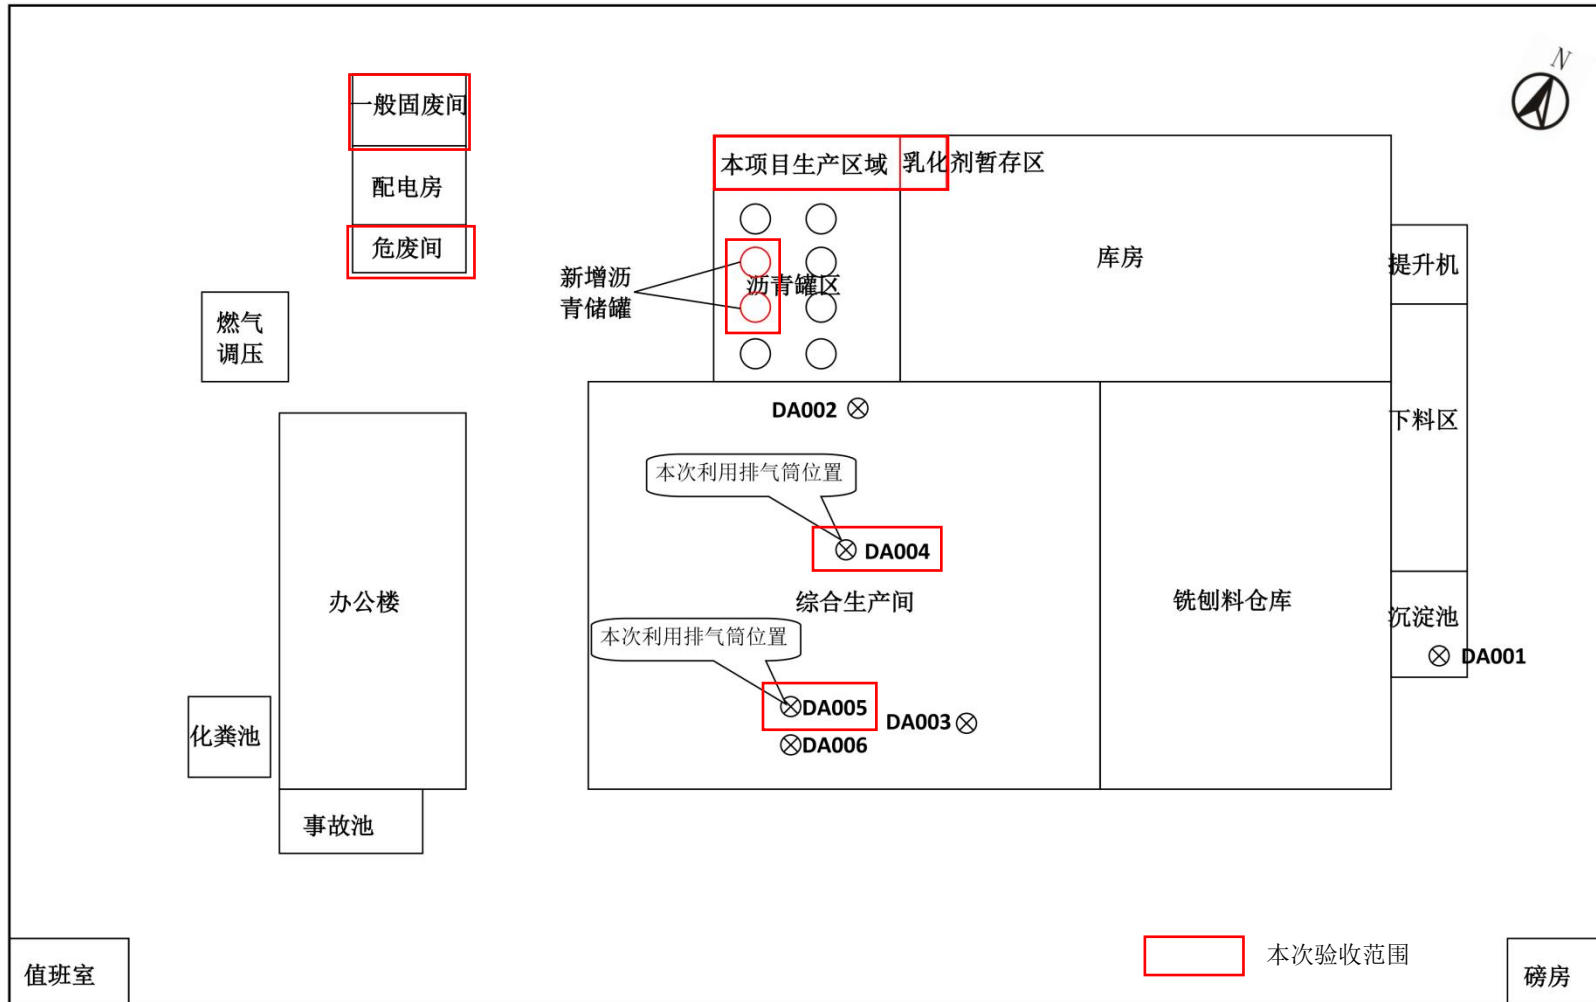 N
一般固废间
本项目生产区域
乳化剂暂存区
配电房
危废间
库房
提升机
新增沥
青储罐
沥青罐区
燃气
调压
DA002
下料区
本次利用排气筒位置
DA004
办公楼
综合生产间
铣刨料仓库
沉淀池
本次利用排气筒位置
DA001
DA005
DA003
化粪池
DA006
事故池
本次验收范围
值班室
磅房